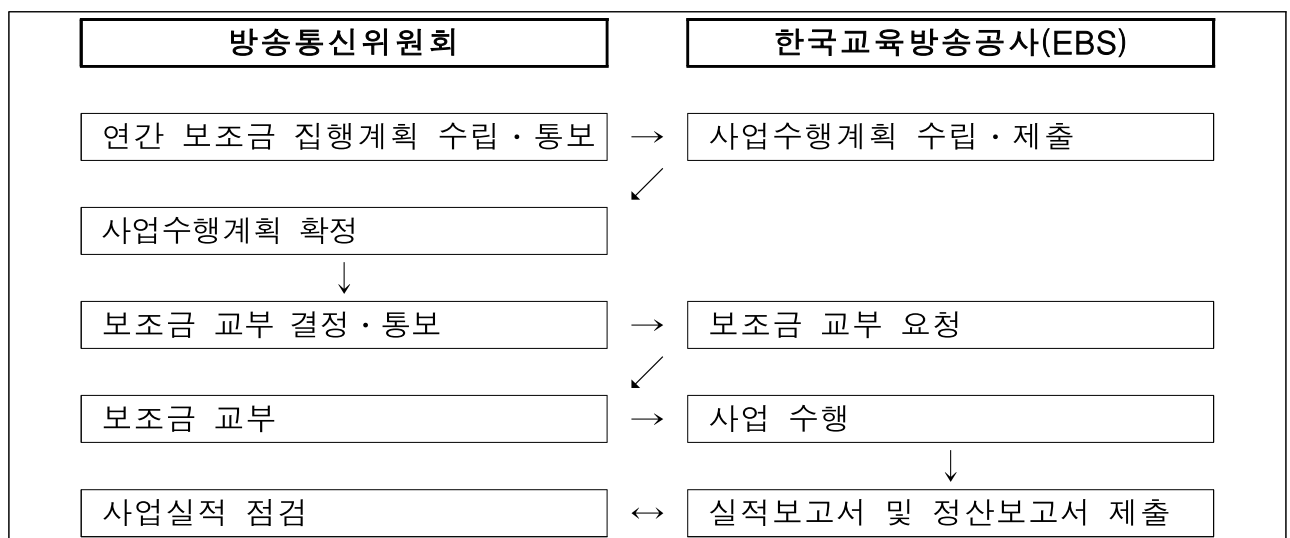 방송통신위원회 한국교육방송공사(EBS)
연간 보조금 집행계획 수립·통보 → 사업수행계획 수립·제출
↙
사업수행계획 확정
↓
보조금 교부 결정·통보 → 보조금 교부 요청
↙
보조금 교부 → 사업 수행
↓
사업실적 점검 ↔ 실적보고서 및 정산보고서 제출